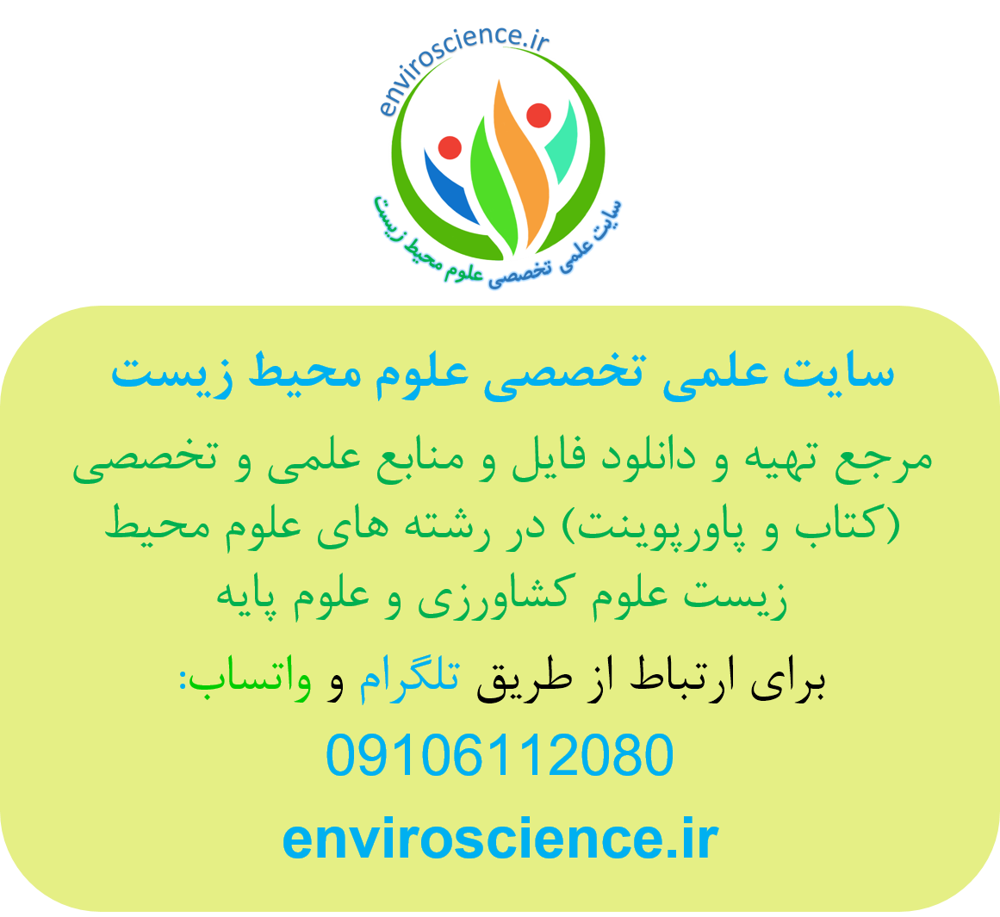 enviroscience.ir
سایت علمی تخصصی علوم محیط زیست
سایت علمی تخصصی علوم محیط زیست
مرجع تهیه و دانلود فایل و منابع علمی و تخصصی
(کتاب و پاورپوینت) در رشته های علوم محیط
زیست علوم کشاورزی و علوم پایه
برای ارتباط از طریق تلگرام و واتساب:
09106112080
enviroscience.ir